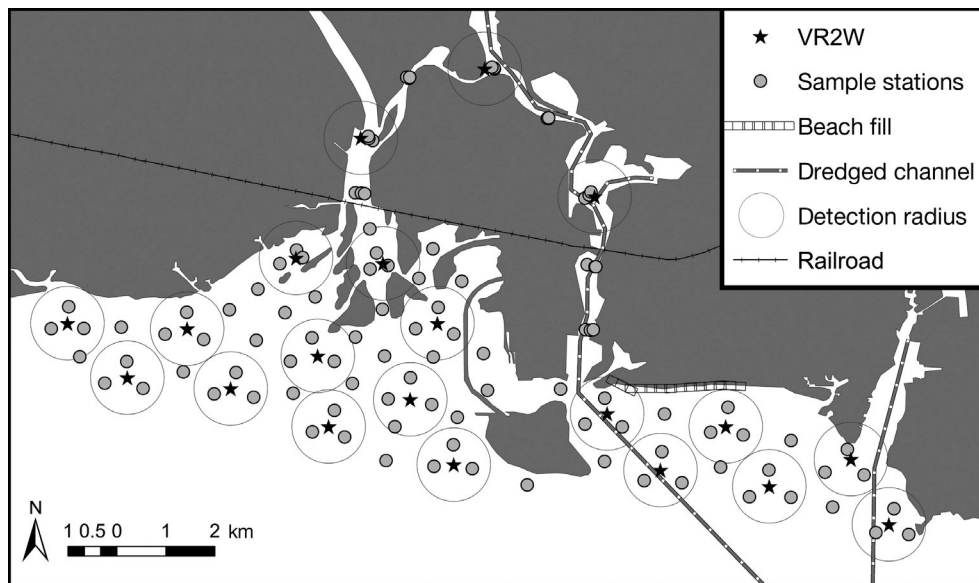 VR2W
Sample stations
Beach fill
Dredged channel
Detection radius
Railroad
N
1 0.5 0 1 2 km